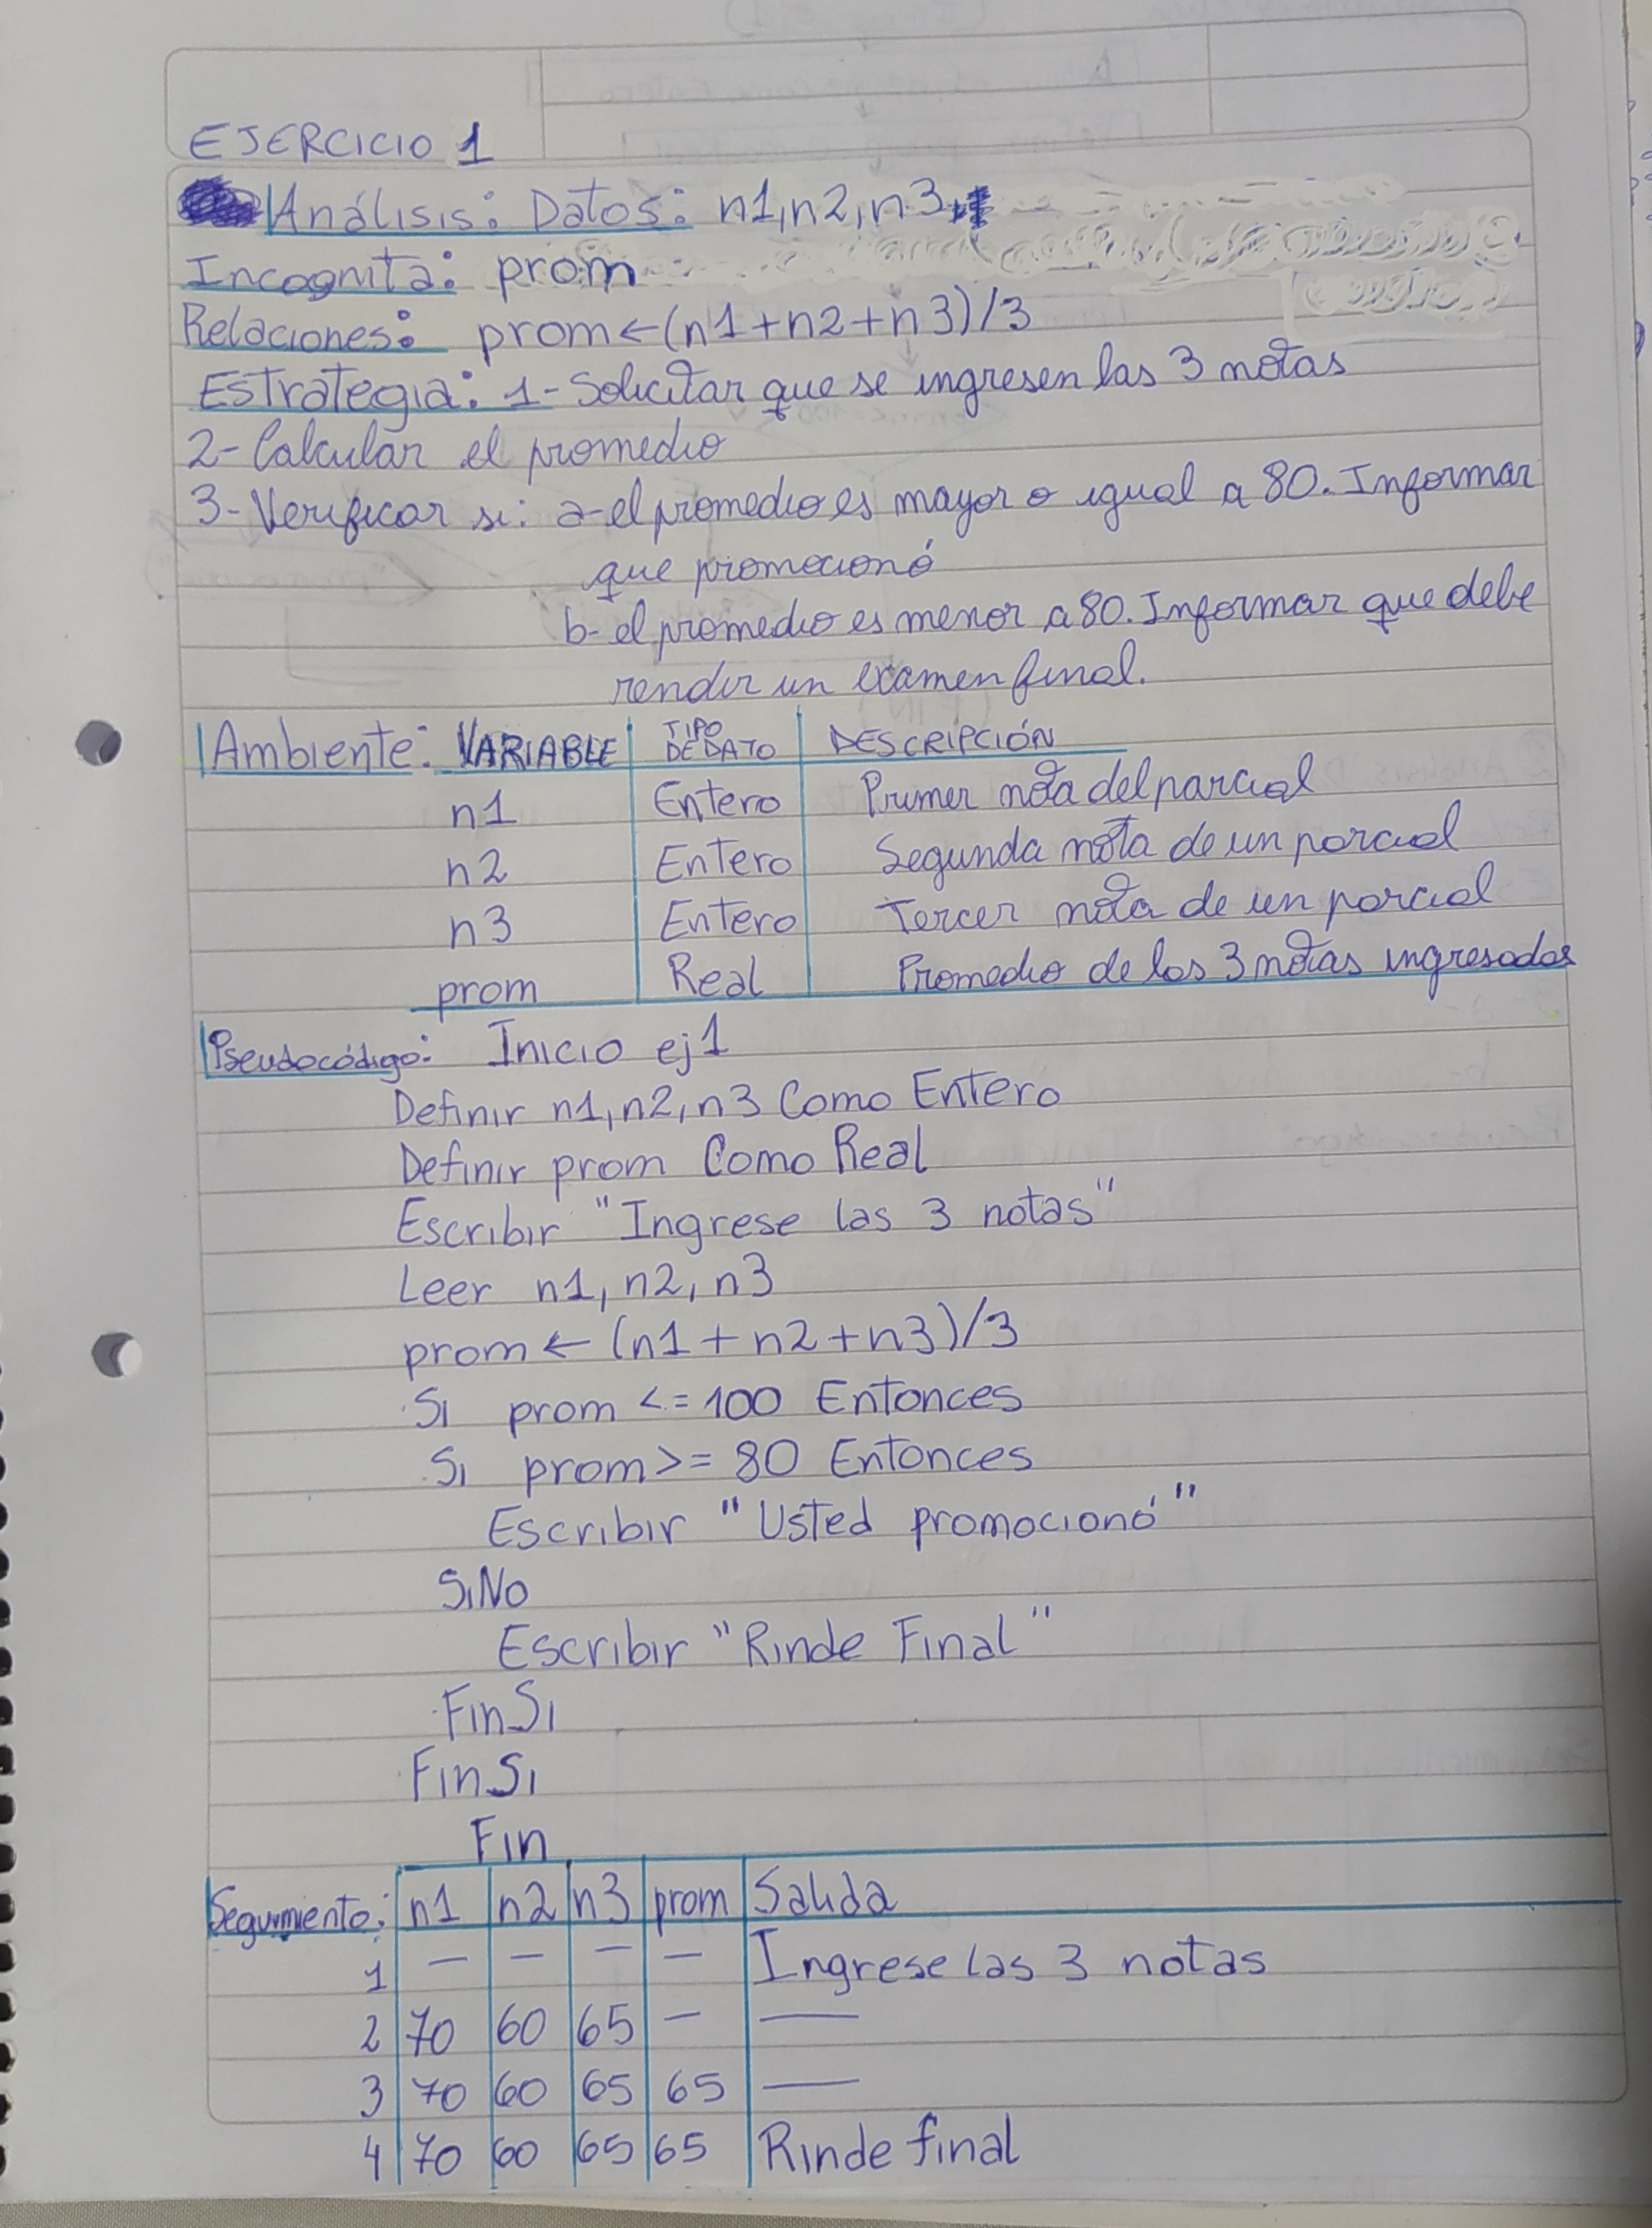 EJERCICIO 1
Análisis: Datos: n1, n2, n3
Incognita: prom
Relaciones: prom ← (n1+n2+n3)/3
Estrategia: 1- Solicitar que se ingresen las 3 notas
2- Calcular el promedio
3- Verificar si: a- el promedio es mayor o igual a 80. Informar
que promocionó
b- el promedio es menor a 80. Informar que debe
rendir un examen final.
Ambiente: VARIABLE TIPO DE DATO DESCRIPCIÓN
n1 Entero Primer nota del parcial
n2 Entero Segunda nota de un parcial
n3 Entero Tercer nota de un parcial
prom Real Promedio de las 3 notas ingresadas
Pseudocódigo: Inicio ej1
Definir n1, n2, n3 Como Entero
Definir prom Como Real
Escribir "Ingrese las 3 notas"
Leer n1, n2, n3
prom ← (n1 + n2 + n3)/3
Si prom <= 100 Entonces
Si prom >= 80 Entonces
Escribir "Usted promocionó"
SiNo
Escribir "Rinde Final"
FinSi
FinSi
Fin
Seguimiento: n1 n2 n3 prom Salida
1 — — — — Ingrese las 3 notas
2 70 60 65 — —
3 70 60 65 65 —
4 70 60 65 65 Rinde final